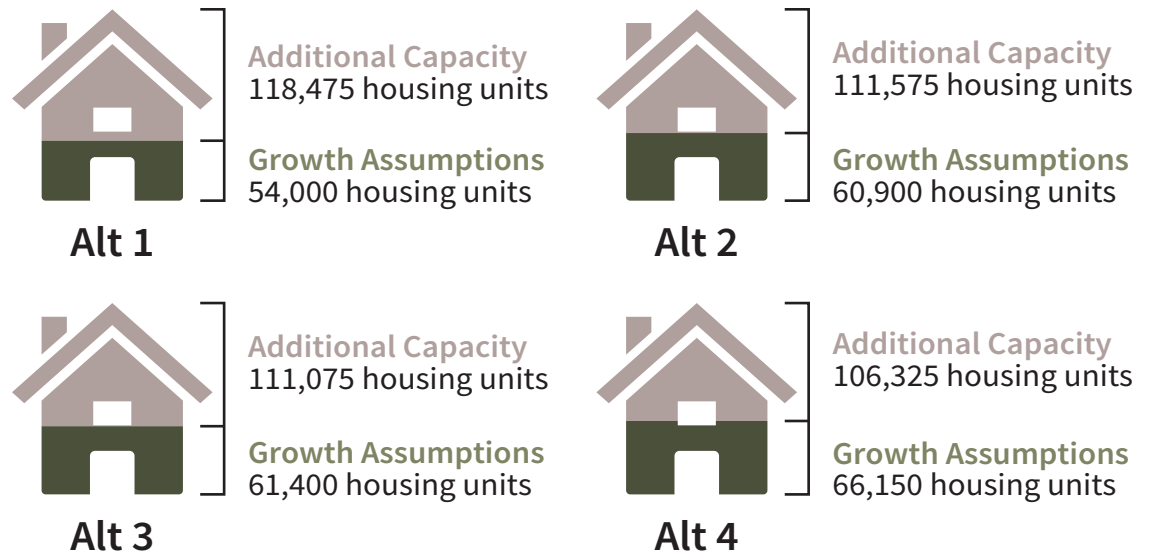 Additional Capacity
118,475 housing units
Growth Assumptions
54,000 housing units
Alt 1
Additional Capacity
111,575 housing units
Growth Assumptions
60,900 housing units
Alt 2
Additional Capacity
111,075 housing units
Growth Assumptions
61,400 housing units
Alt 3
Additional Capacity
106,325 housing units
Growth Assumptions
66,150 housing units
Alt 4